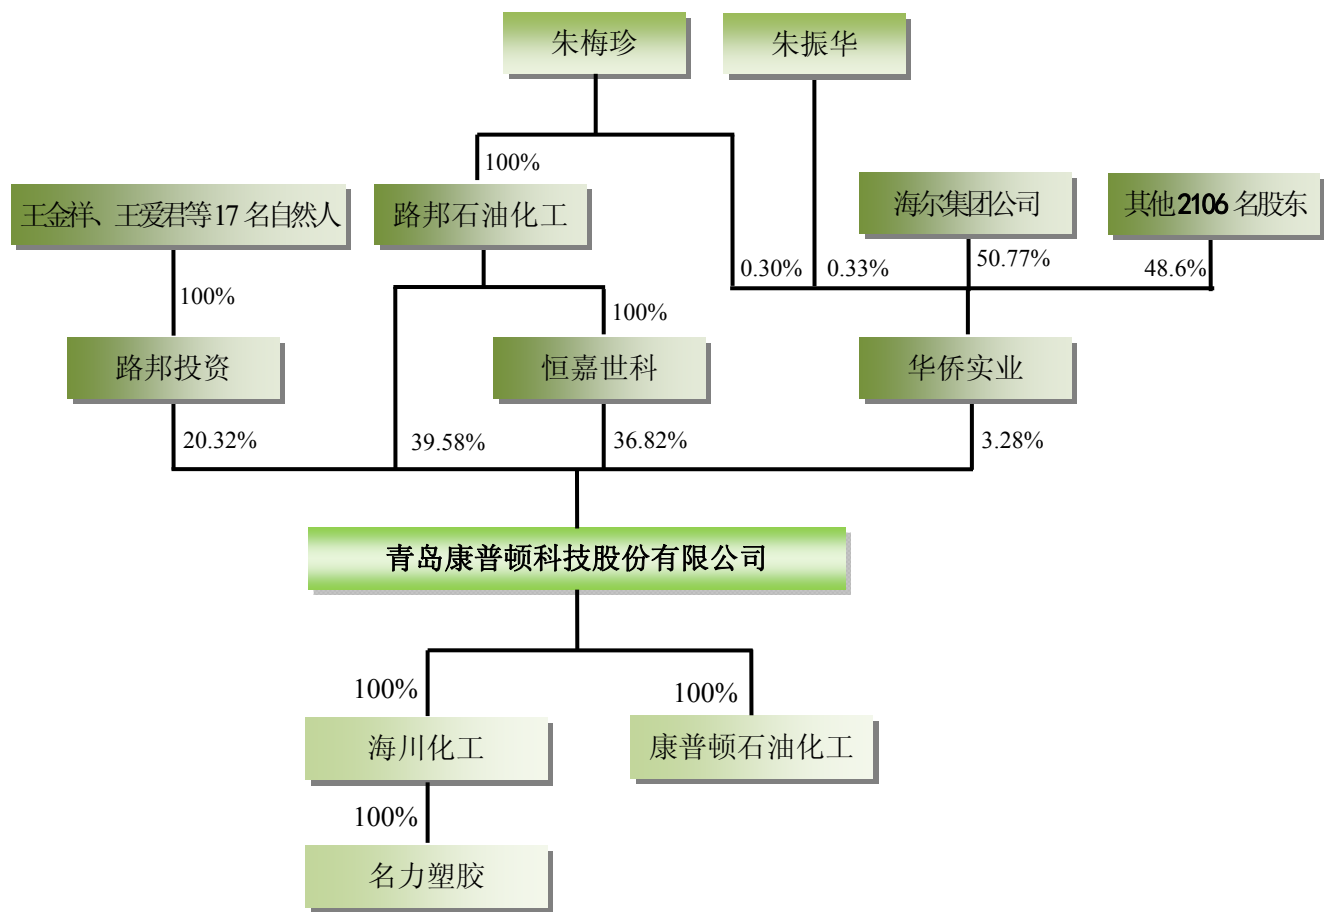 朱梅珍
朱振华
100%
王金祥、王爱君等17名自然人
路邦石油化工
海尔集团公司
其他2106名股东
100%
0.30%
0.33%
50.77%
48.6%
100%
路邦投资
恒嘉世科
华侨实业
20.32%
39.58%
36.82%
3.28%
青岛康普顿科技股份有限公司
100%
100%
海川化工
康普顿石油化工
100%
名力塑胶